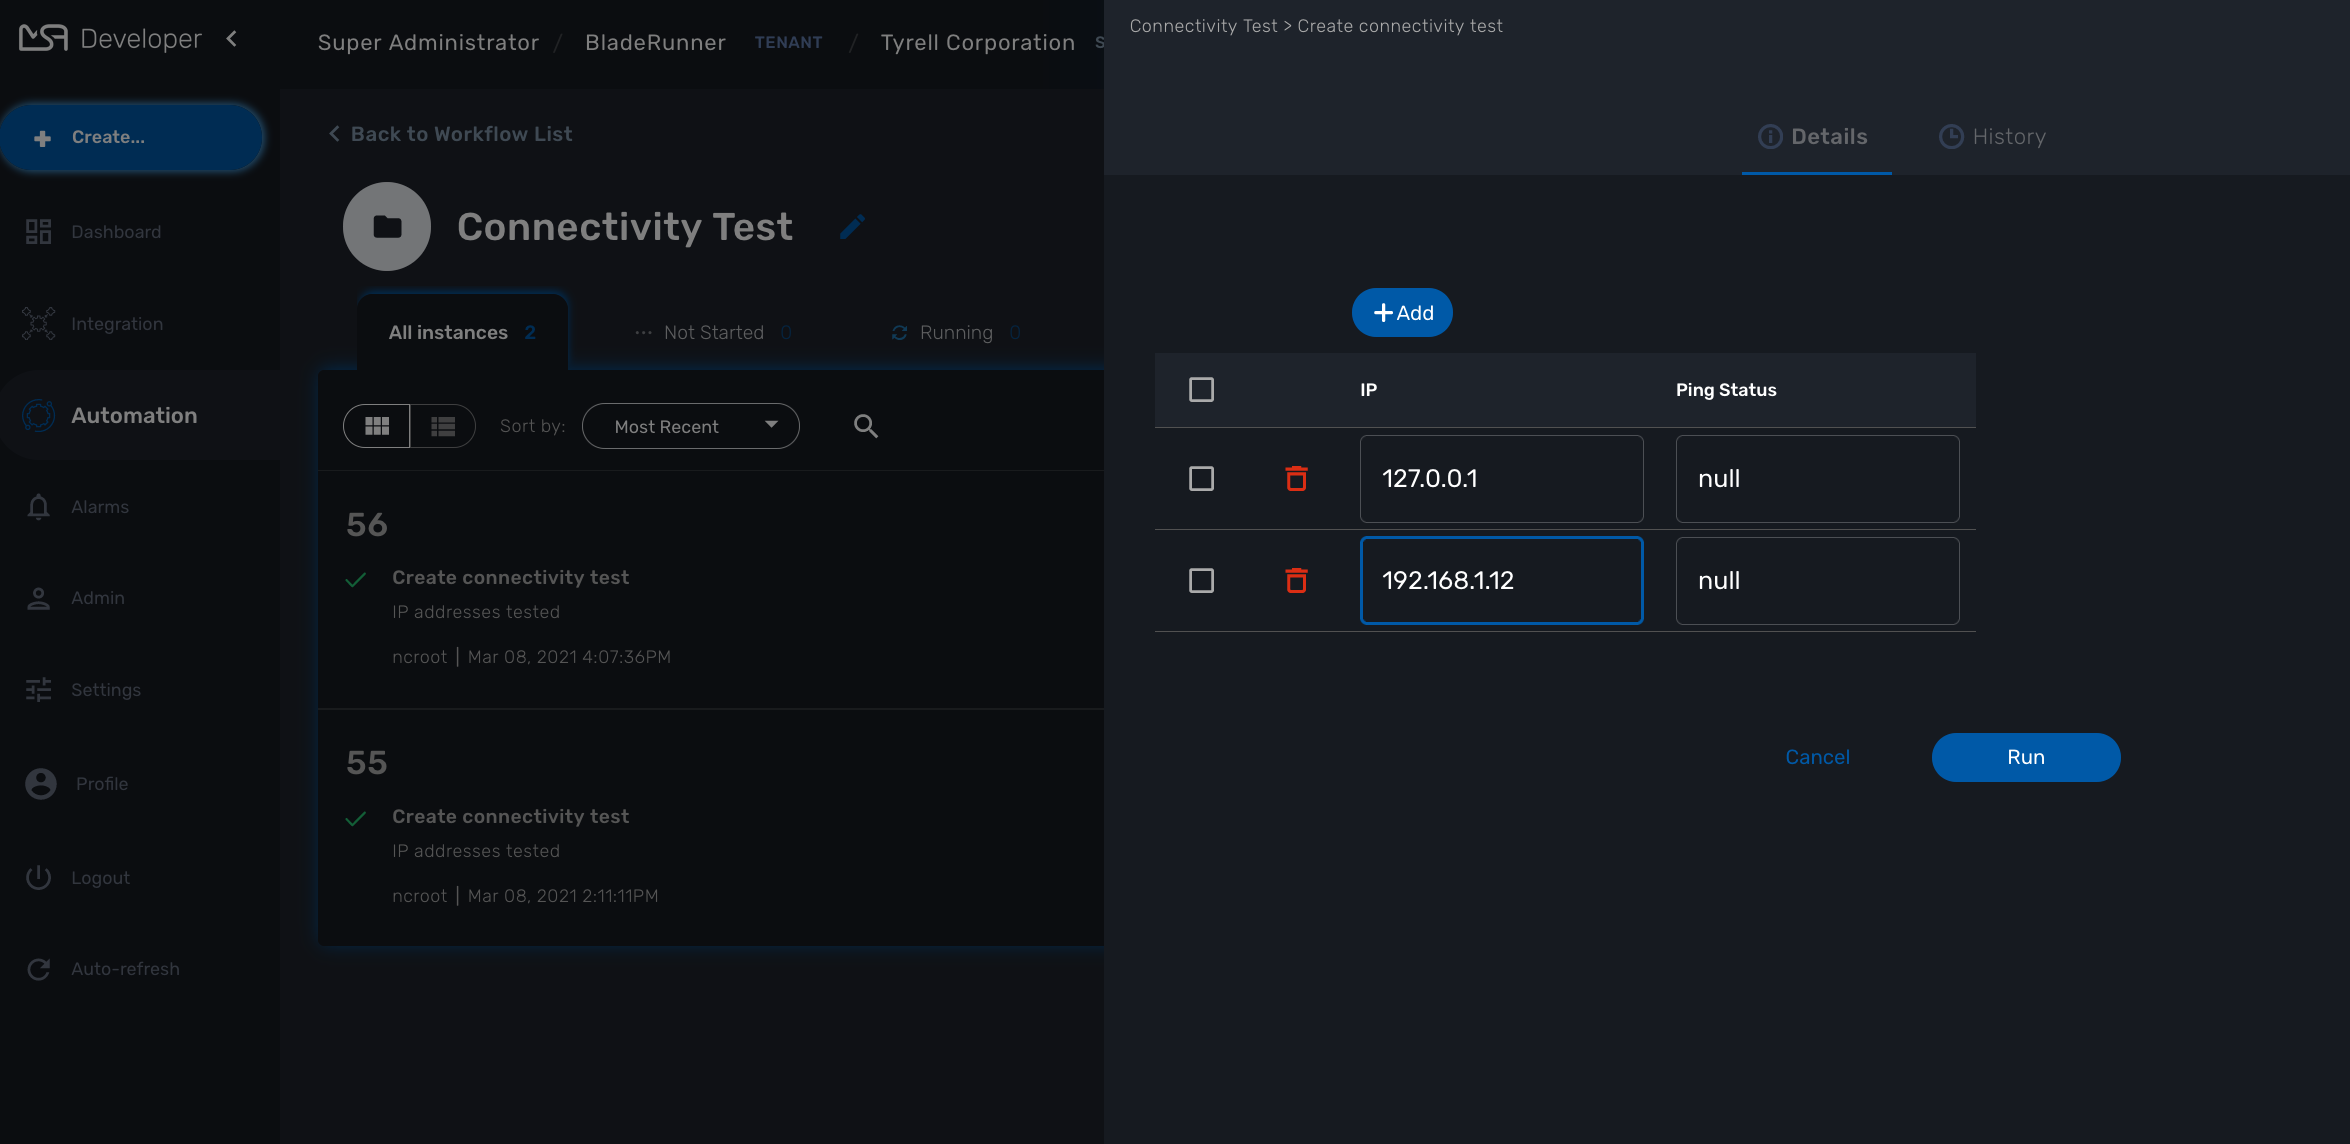 MSA Developer
Create...
Dashboard
Integration
Automation
Alarms
Admin
Settings
Profile
Logout
Auto-refresh
Super Administrator / BladeRunner TENANT / Tyrell Corporation S
Back to Workflow List
Connectivity Test
All instances 2
Not Started 0
Running 0
Sort by: Most Recent
56
Create connectivity test
IP addresses tested
ncroot | Mar 08, 2021 4:07:36PM
55
Create connectivity test
IP addresses tested
ncroot | Mar 08, 2021 2:11:11PM
Connectivity Test > Create connectivity test
Details
History
+Add
IP Ping Status
127.0.0.1 null
192.168.1.12 null
Cancel
Run